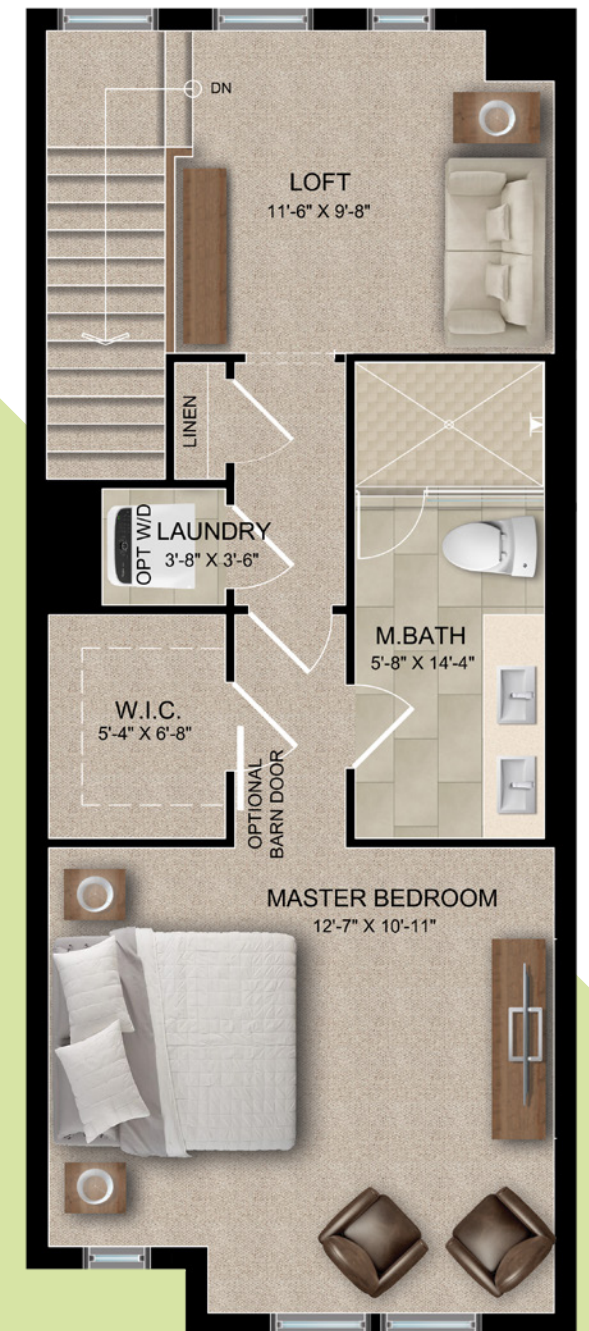 DN
LOFT
11'-6" X 9'-8"
LINEN
OPT W/D
LAUNDRY
3'-8" X 3'-6"
M.BATH
5'-8" X 14'-4"
W.I.C.
5'-4" X 6'-8"
OPTIONAL
BARN DOOR
MASTER BEDROOM
12'-7" X 10'-11"